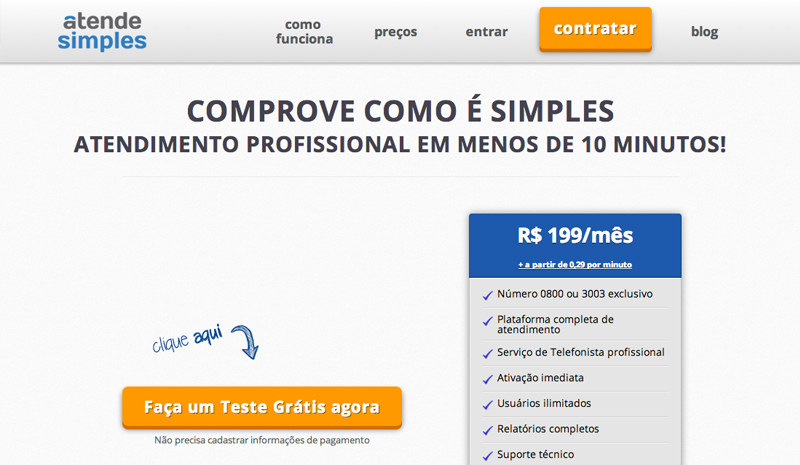 atende
simples
como
funciona
preços
entrar
contratar
blog
COMPROVE COMO É SIMPLES
ATENDIMENTO PROFISSIONAL EM MENOS DE 10 MINUTOS!
R$ 199/mês
+ a partir de 0,29 por minuto
Número 0800 ou 3003 exclusivo
Plataforma completa de
atendimento
Serviço de Telefonista profissional
Ativação imediata
Usuários ilimitados
Relatórios completos
Suporte técnico
clique aqui
Faça um Teste Grátis agora
Não precisa cadastrar informações de pagamento